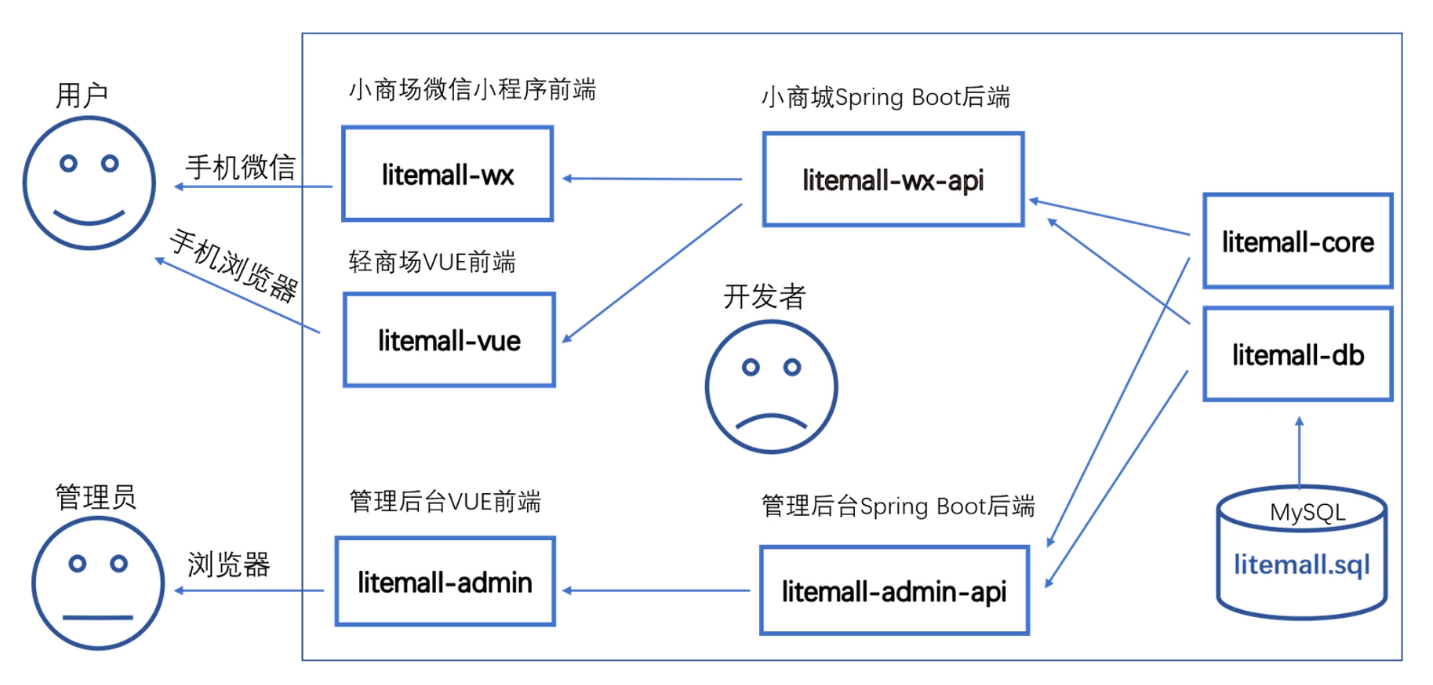 用户
小商场微信小程序前端
小商城Spring Boot后端
手机微信
litemall-wx
litemall-wx-api
手机浏览器
轻商场VUE前端
litemall-core
litemall-vue
开发者
litemall-db
管理员
管理后台VUE前端
管理后台Spring Boot后端
MySQL
浏览器
litemall-admin
litemall-admin-api
litemall.sql